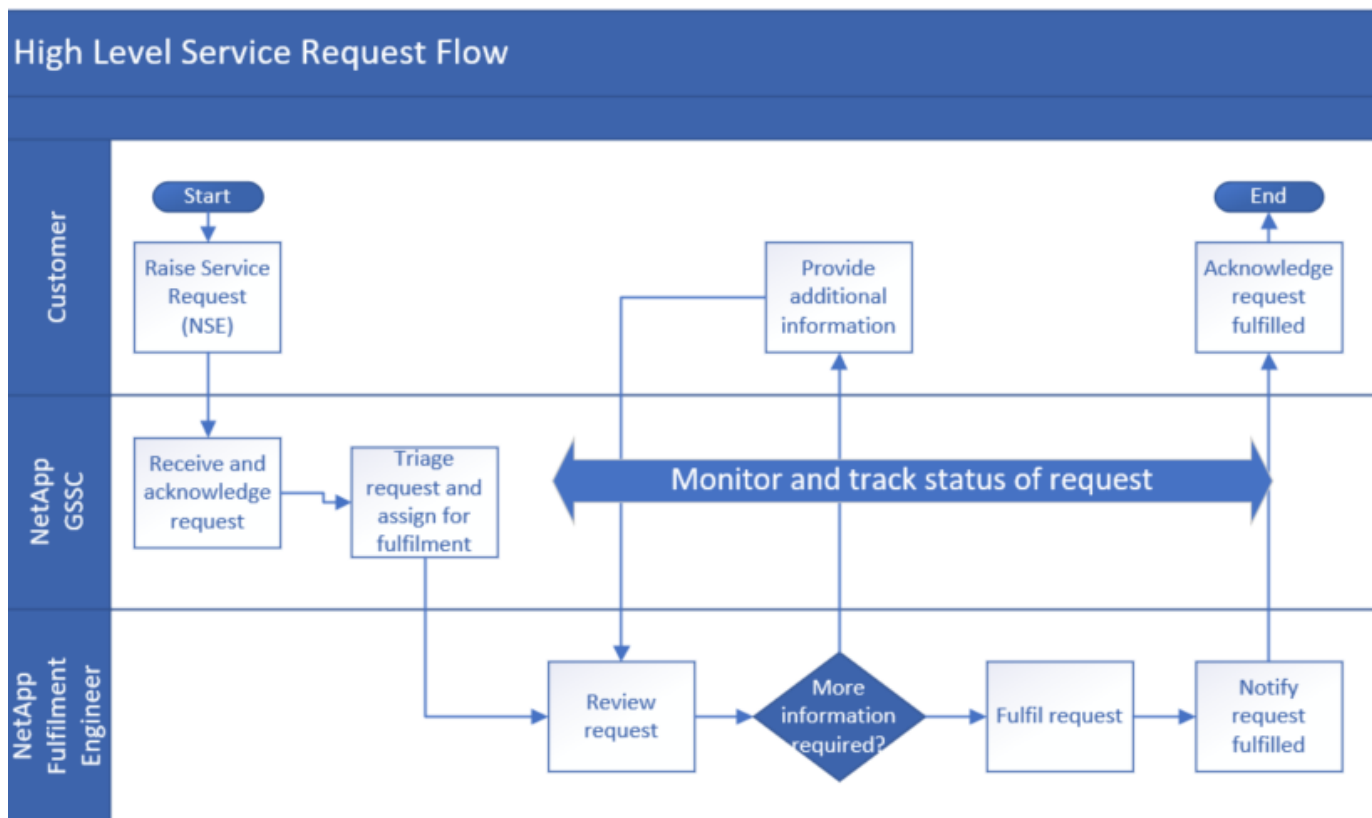 High Level Service Request Flow
Customer
Start
Raise Service
Request
(NSE)
Provide
additional
information
End
Acknowledge
request
fulfilled
NetApp
GSSC
Receive and
acknowledge
request
Triage
request and
assign for
fulfilment
Monitor and track status of request
NetApp
Fulfilment
Engineer
Review
request
More
information
required?
Fulfil request
Notify
request
fulfilled